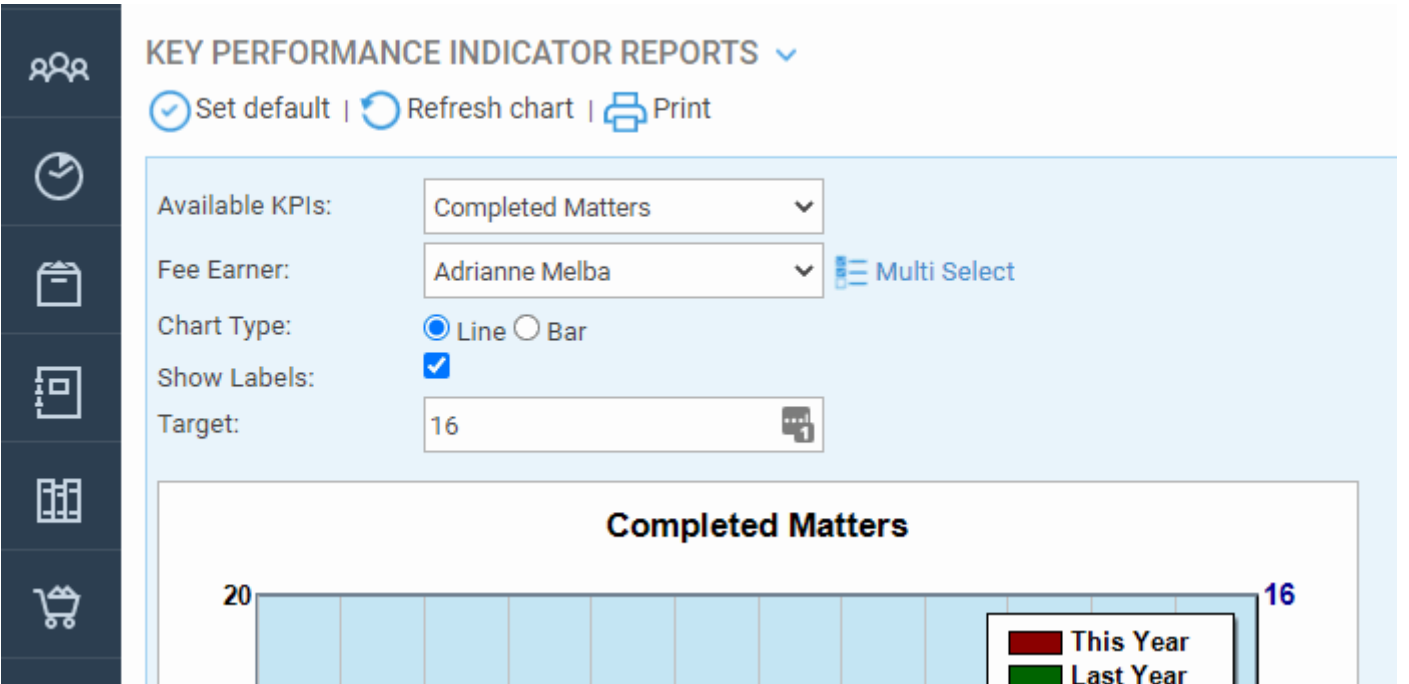 KEY PERFORMANCE INDICATOR REPORTS
Set default | Refresh chart | Print
Available KPIs: Completed Matters
Fee Earner: Adrianne Melba Multi Select
Chart Type: Line Bar
Show Labels:
Target: 16
Completed Matters
20 16
This Year
Last Year